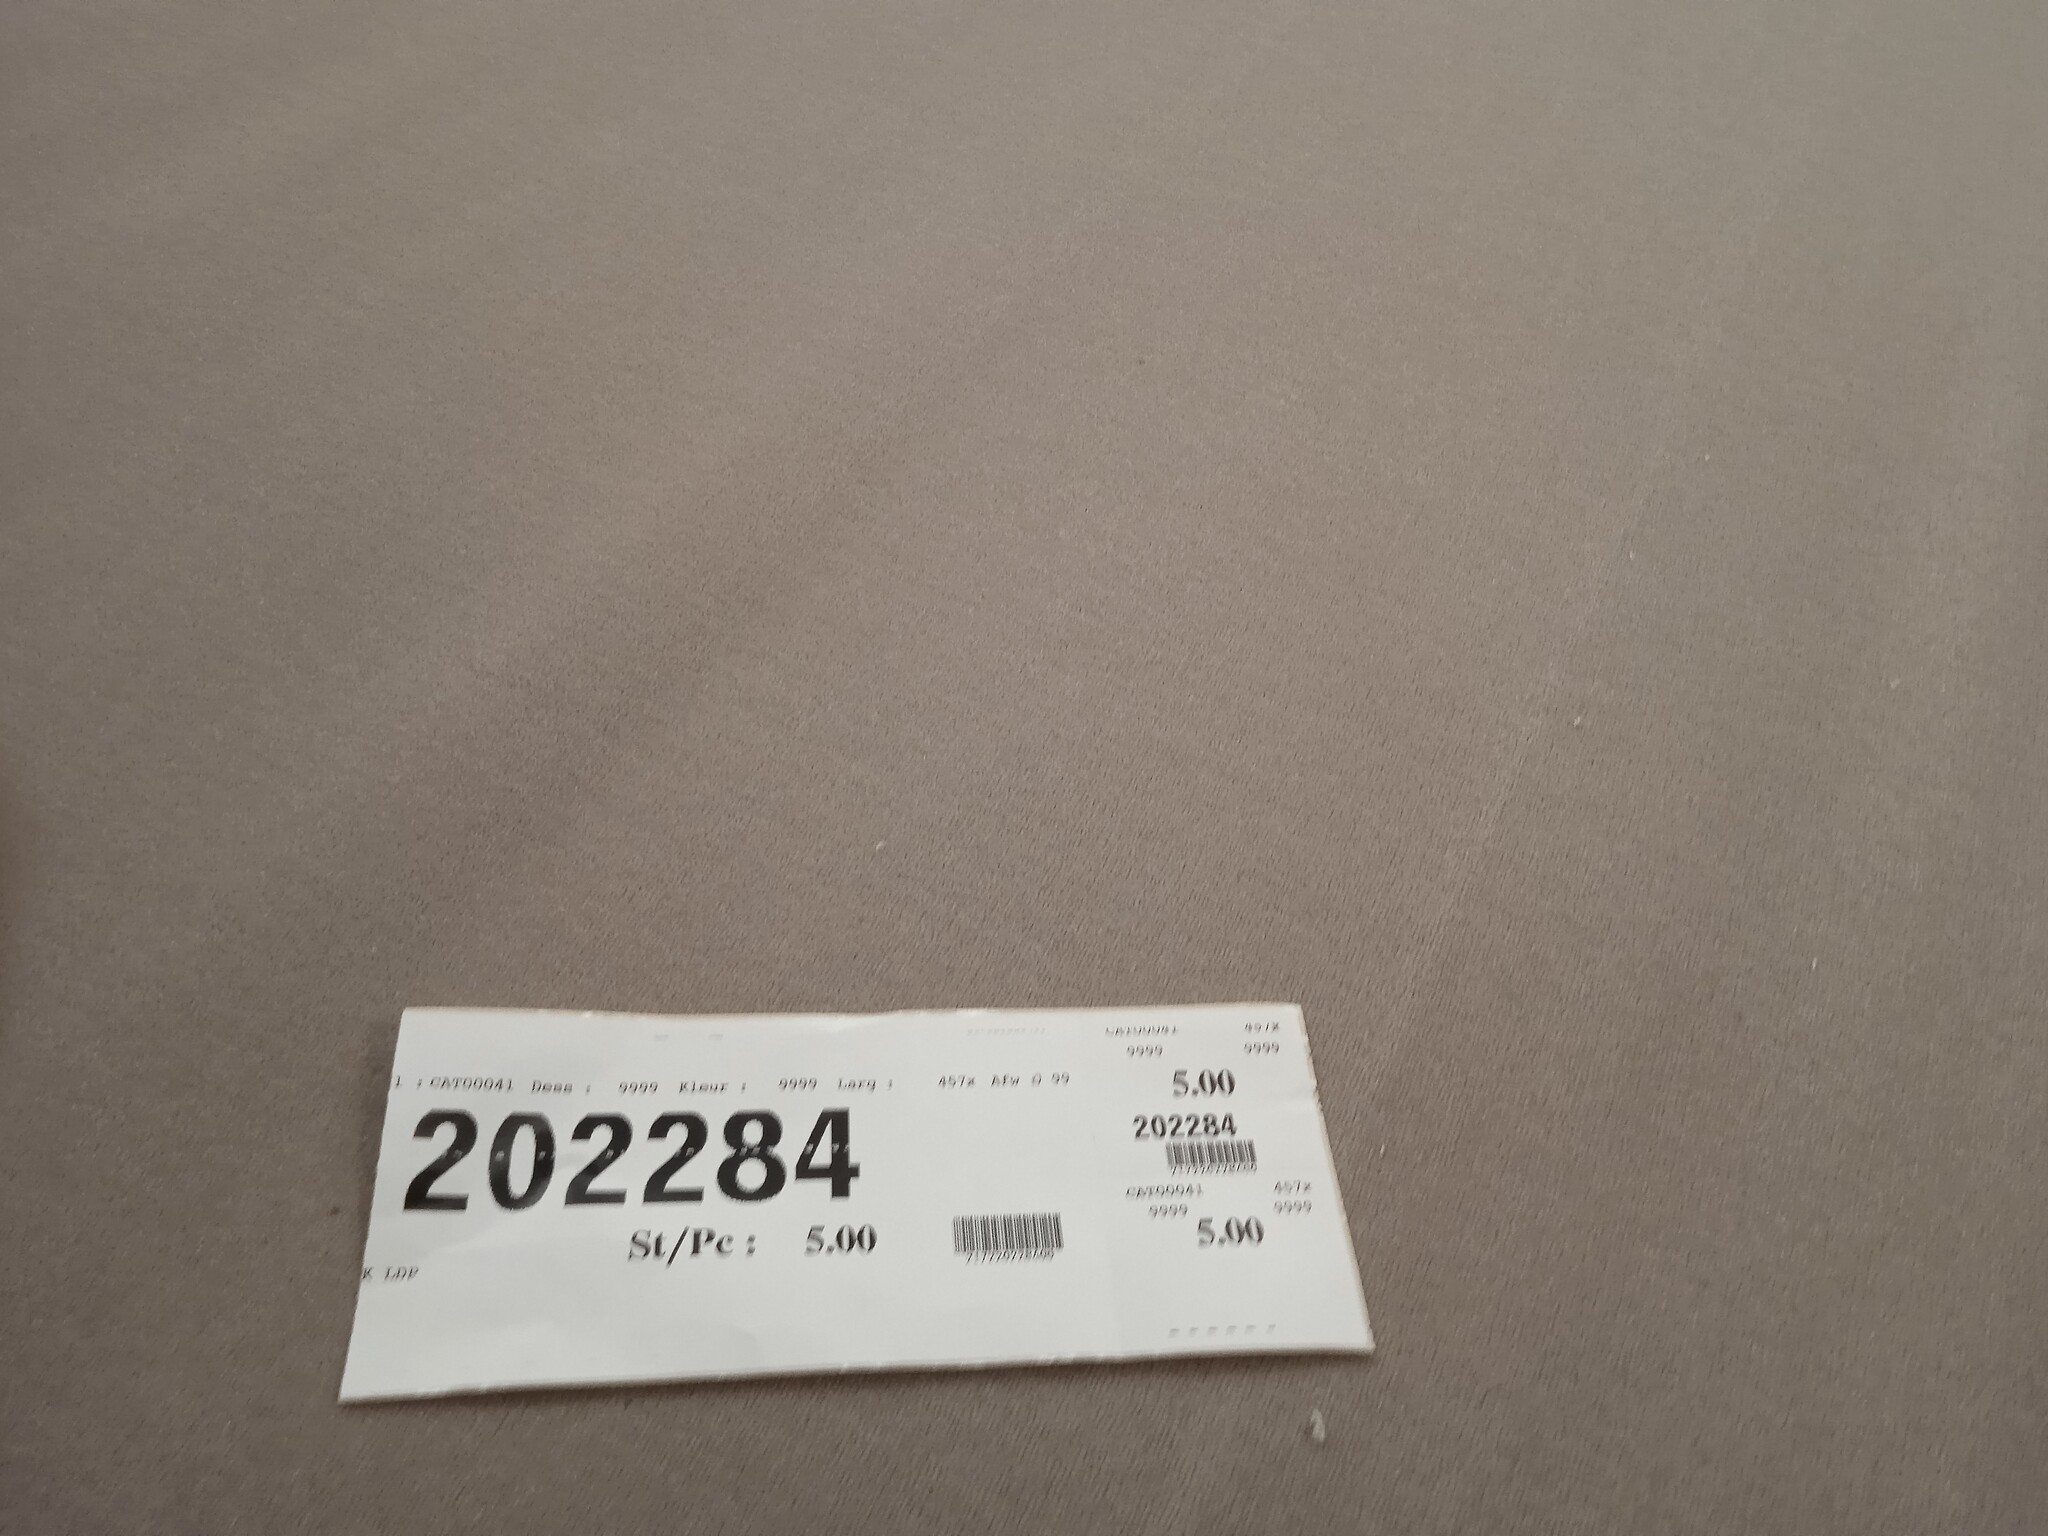 CAT00041 457x
9999 9999
5.00
1 : CAT00041 Dess : 9999 Kleur : 9999 Larg : 457x Afw 0 99
202284
202284
CAT00041 457x
9999 9999
St/Pc : 5.00
5.00
K LDP